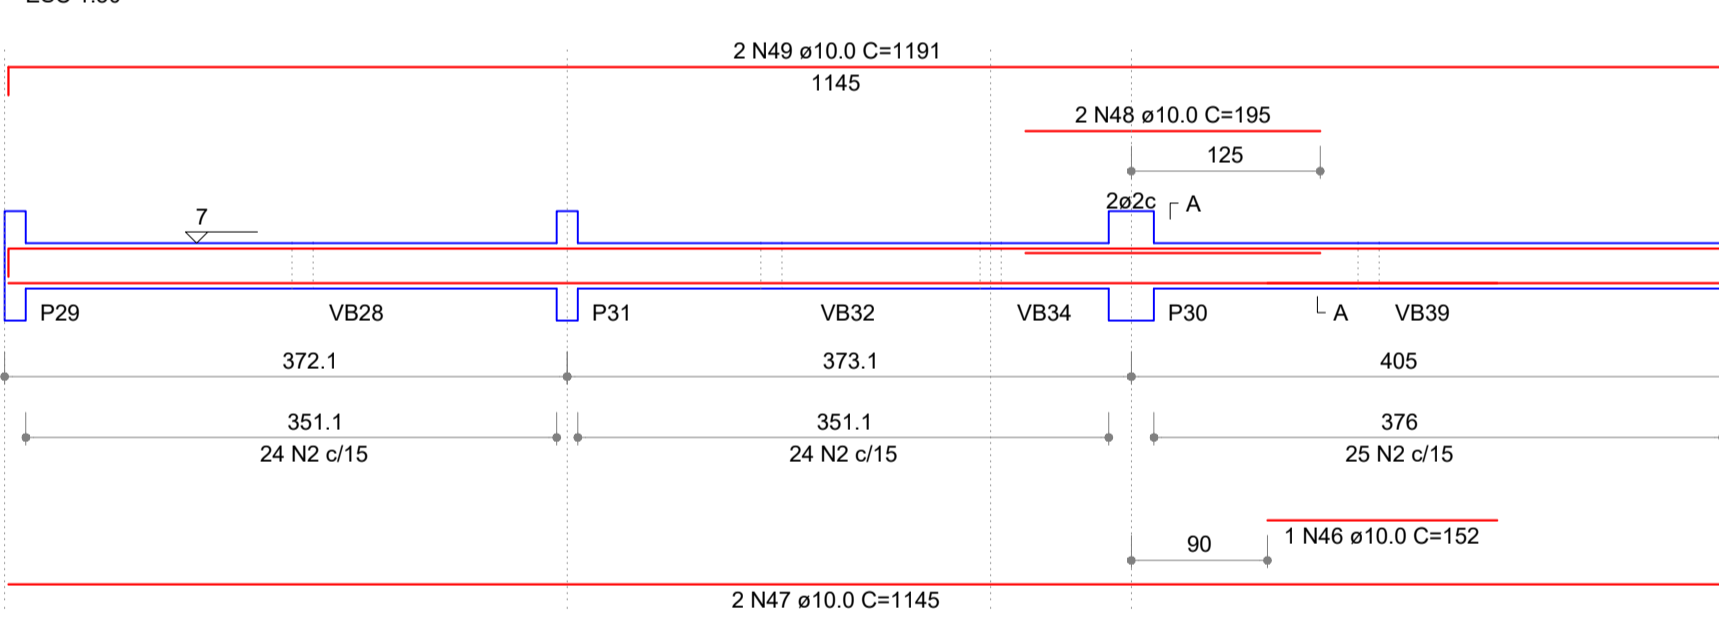 2 N49 ø10.0 C=1191
1145
2 N48 ø10.0 C=195
125
2ø2c
A
7
P29
VB28
P31
VB32
VB34
P30
A
VB39
372.1
373.1
405
351.1
351.1
376
24 N2 c/15
24 N2 c/15
25 N2 c/15
90
1 N46 ø10.0 C=152
2 N47 ø10.0 C=1145